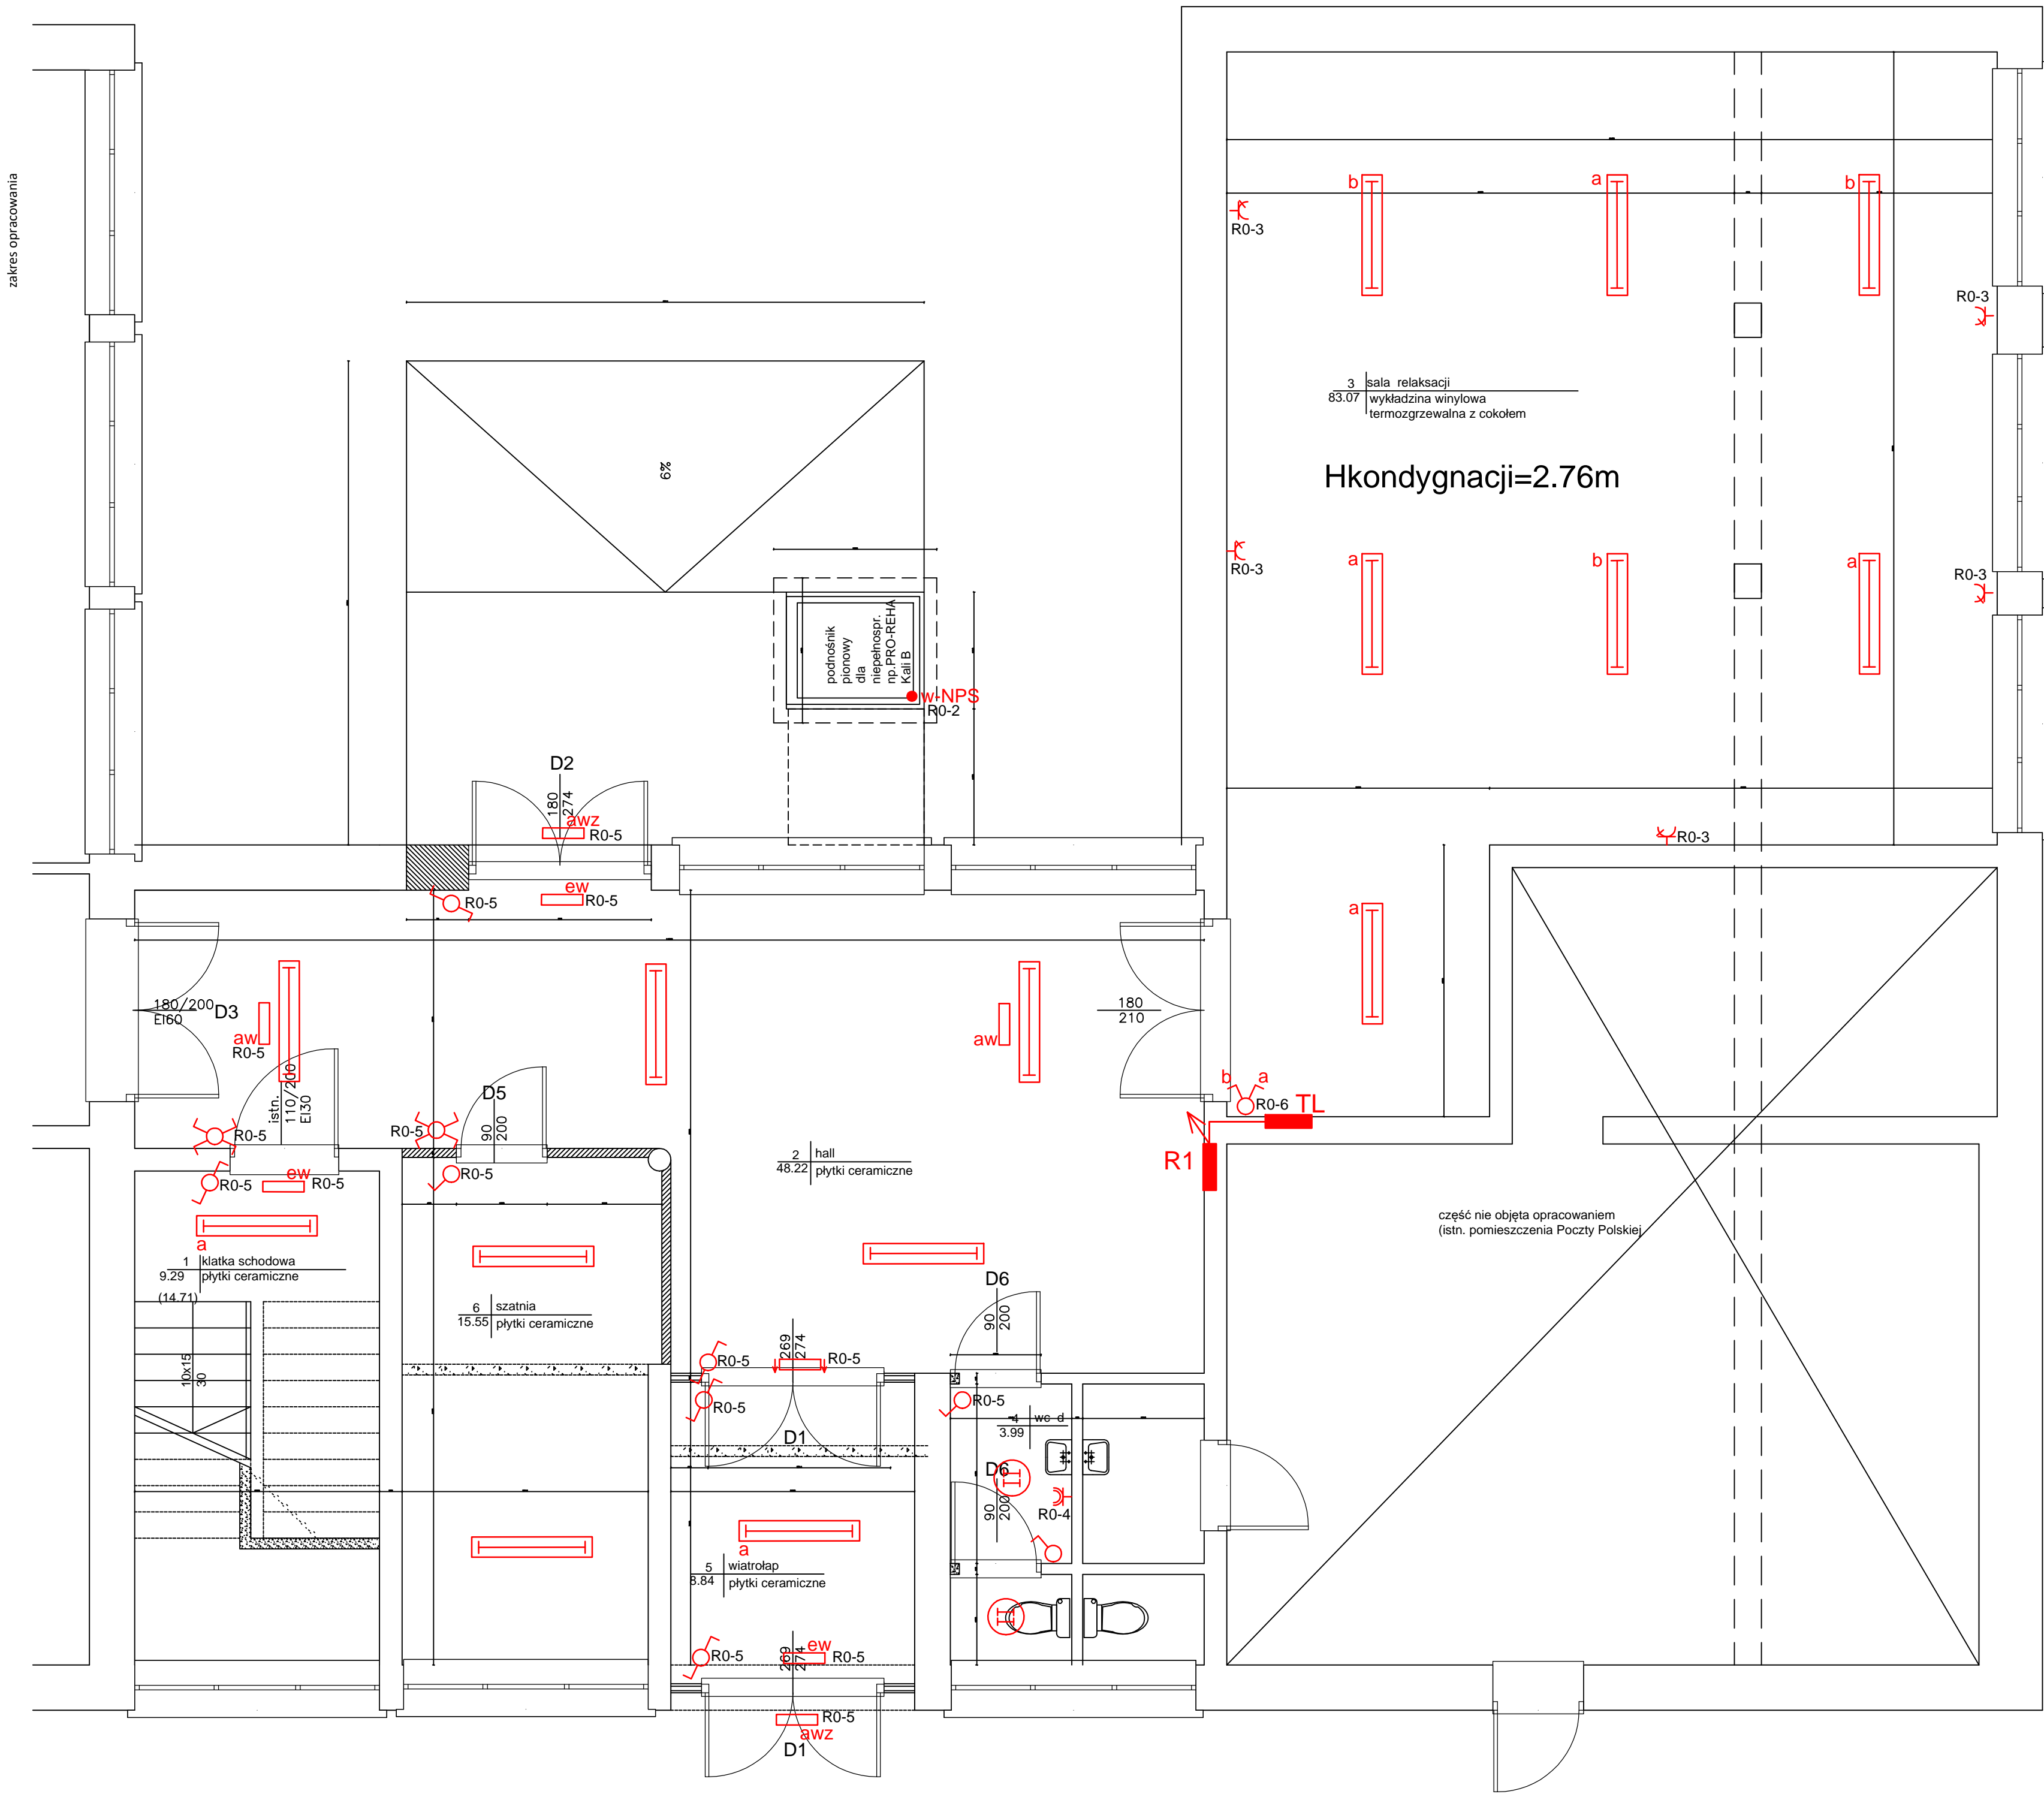 zakres opracowania
b
a
b
R0-3
R0-3
3 sala relaksacji
83.07 wykładzina winylowa
termozgrzewalna z cokołem
Hkondygnacji=2.76m
6%
R0-3
a
b
a
R0-3
podnośnik
pionowy
dla
niepełnospr.
np.PRO-REHA
Kali B
w-NPS
R0-2
D2
180
274
awz
R0-5
R0-3
ew
R0-5
R0-5
a
180/200
EI60
D3
aw
R0-5
180
210
aw
istn.
110/200
EI30
D5
90
200
b
a
R0-6
TL
R0-5
R0-5
R1
2 hall
48.22 płytki ceramiczne
R0-5
ew
R0-5
R0-5
a
1 klatka schodowa
9.29 płytki ceramiczne
(14.71)
część nie objęta opracowaniem
(istn. pomieszczenia Poczty Polskiej
6 szatnia
15.55 płytki ceramiczne
D6
90
200
10x15
30
269
274
R0-5
R0-5
R0-5
R0-5
4 wc d
3.99
D1
D6
90
200
R0-4
a
5 wiatrołap
8.84 płytki ceramiczne
R0-5
269
274
ew
R0-5
R0-5
awz
D1